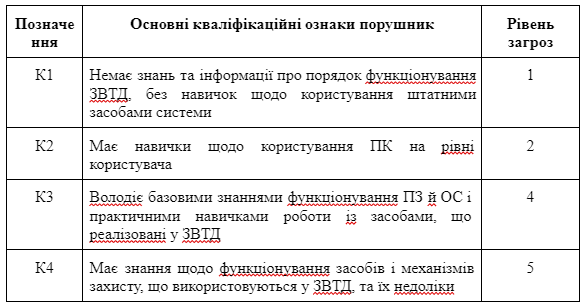 Позначе
ння
Основні кваліфікаційні ознаки порушник
Рівень
загроз
К1
Немає знань та інформації про порядок функціонування
ЗВТД, без навичок щодо користування штатними
засобами системи
1
К2
Має навички щодо користування ПК на рівні
користувача
2
К3
Володіє базовими знаннями функціонування ПЗ й ОС і
практичними навичками роботи із засобами, що
реалізовані у ЗВТД
4
К4
Має знання щодо функціонування засобів і механізмів
захисту, що використовуються у ЗВТД, та їх недоліки
5